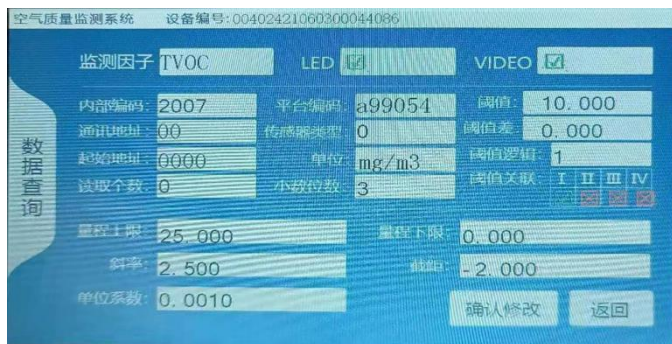 空气质量监测系统 设备编号:00402421060300044086
监测因子 TVOC LED VIDEO
内部编码: 2007 平台编码: a99054 阈值: 10.000
通讯地址: 00 传感器类型: 0 阈值差: 0.000
起始地址: 0000 单位: mg/m3 阈值逻辑: 1
读取个数: 0 小数位数: 3 阈值关联: I II III IV
数据查询
量程上限: 25.000 量程下限: 0.000
斜率: 2.500 截距: -2.000
单位系数: 0.0010
确认修改 返回